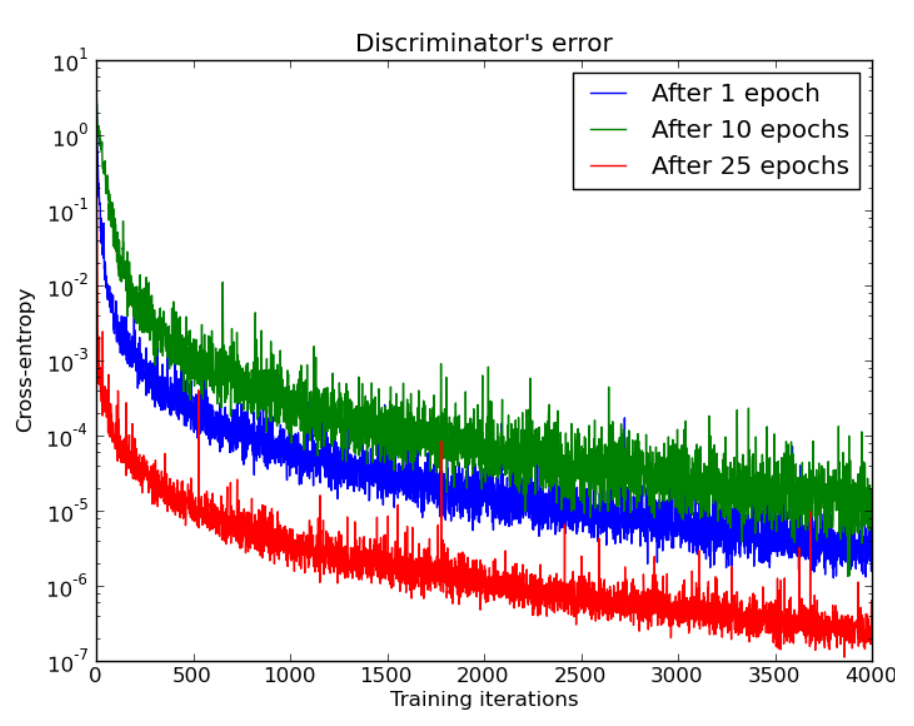 Discriminator's error
Cross-entropy
10^1
10^0
10^-1
10^-2
10^-3
10^-4
10^-5
10^-6
10^-7
After 1 epoch
After 10 epochs
After 25 epochs
0 500 1000 1500 2000 2500 3000 3500 4000
Training iterations